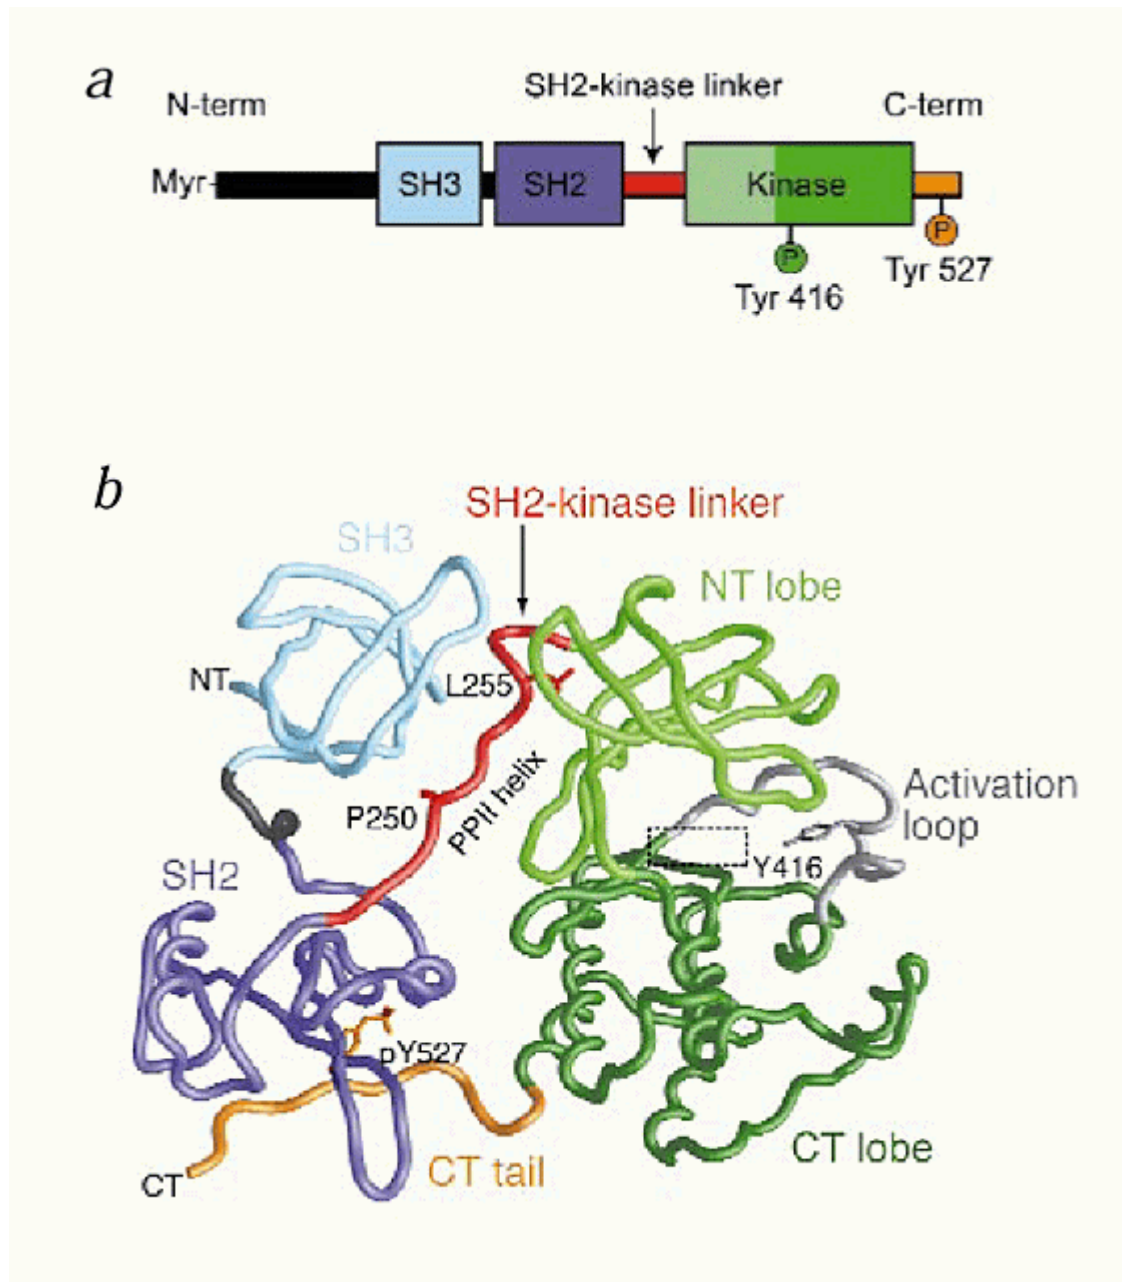 a
SH2-kinase linker
N-term
C-term
Myr
SH3
SH2
Kinase
P
P
Tyr 416
Tyr 527
b
SH2-kinase linker
SH3
NT lobe
NT
L255
P250
PPII helix
Activation
loop
Y416
SH2
pY527
CT
CT tail
CT lobe